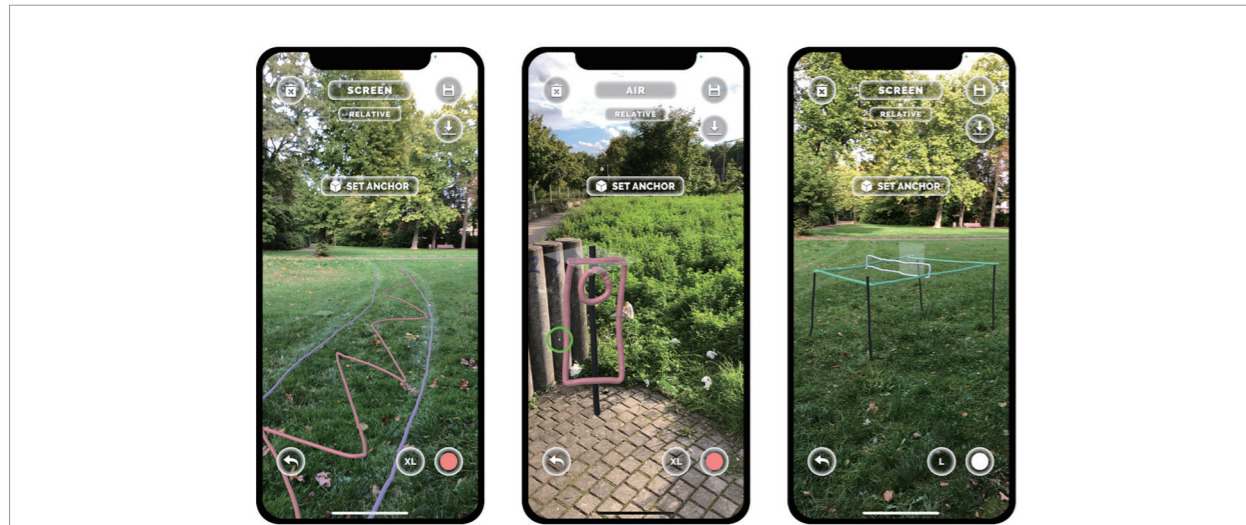 SCREEN
RELATIVE
SET ANCHOR
XL
AIR
RELATIVE
SET ANCHOR
XL
SCREEN
RELATIVE
SET ANCHOR
L